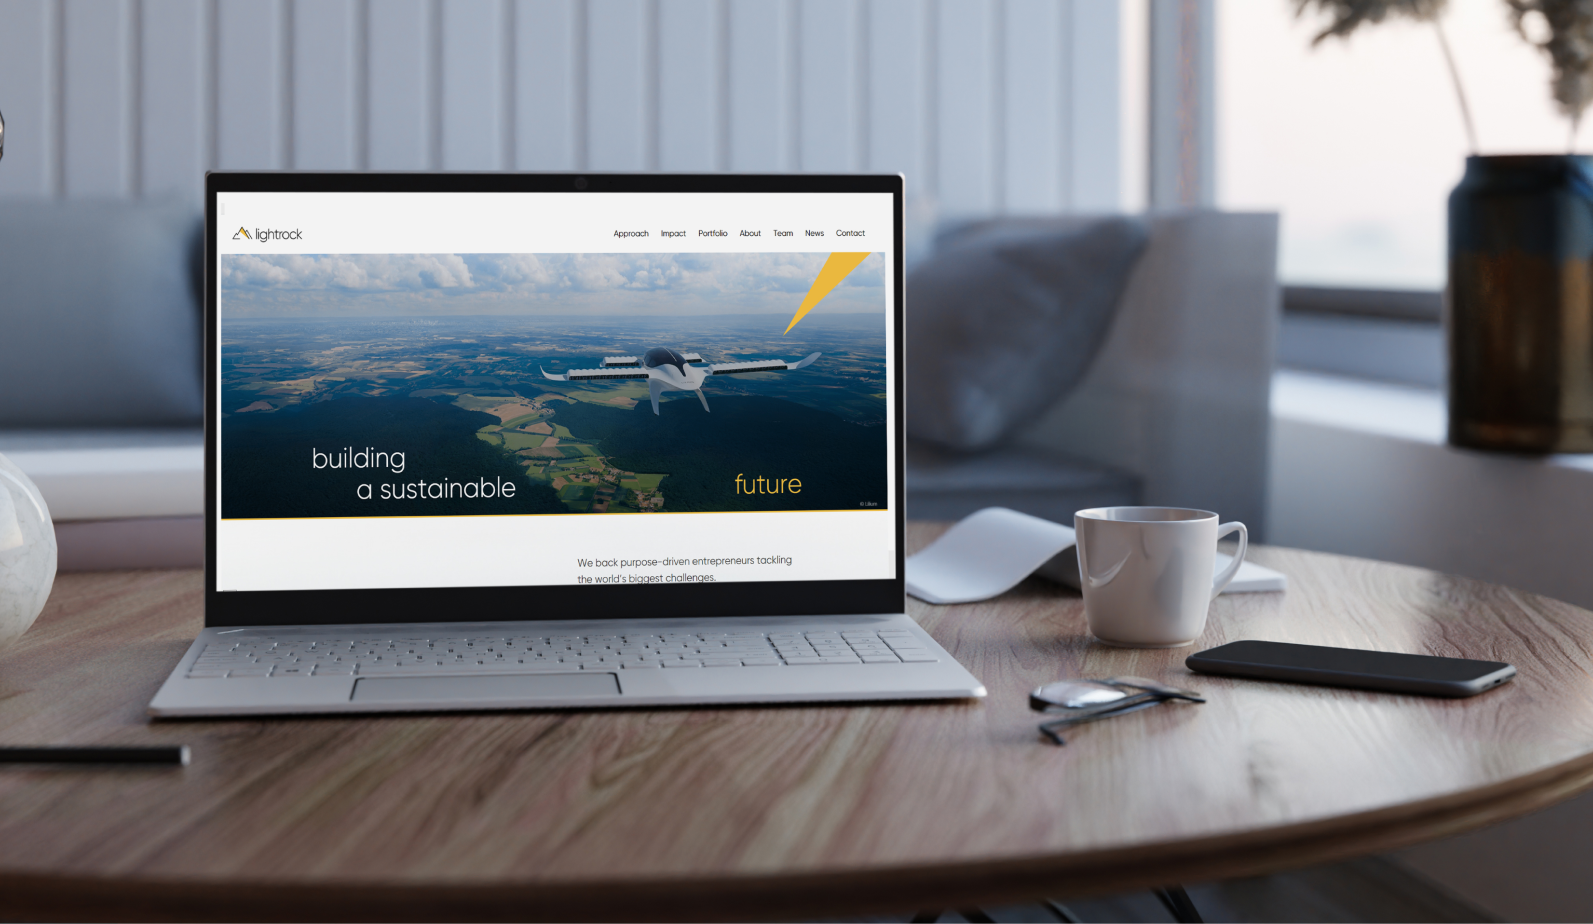 lightrock
Approach Impact Portfolio About Team News Contact
building
a sustainable
future
© Lilium
We back purpose-driven entrepreneurs tackling
the world's biggest challenges.